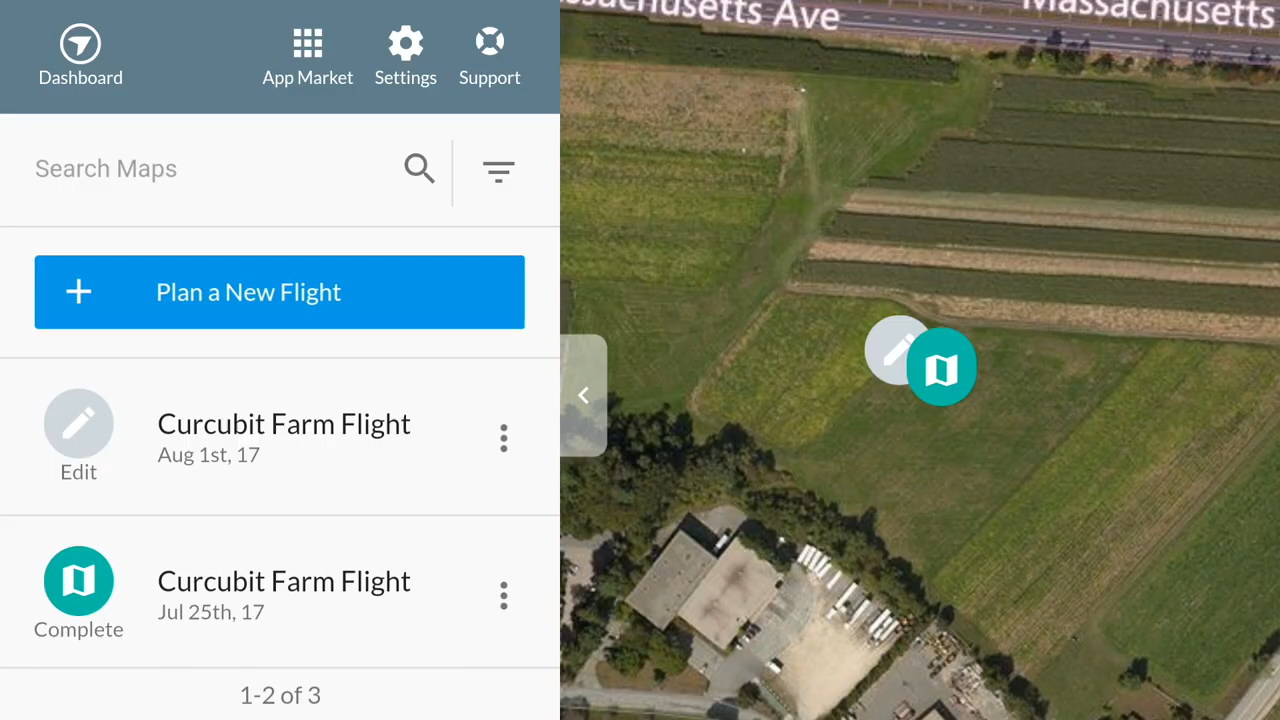 Massachusetts Ave
Massachusetts
Dashboard
App Market
Settings
Support
Search Maps
Plan a New Flight
Curcubit Farm Flight
Aug 1st, 17
Edit
Curcubit Farm Flight
Jul 25th, 17
Complete
1-2 of 3